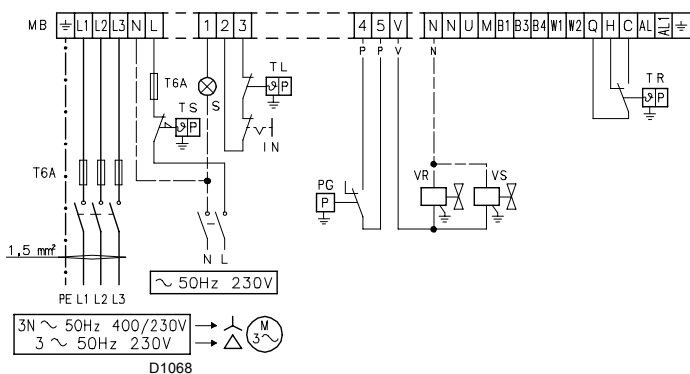 MB ⏚ L1 L2 L3 N L 1 2 3 4 5 V N N U M B1 B3 B4 W1 W2 Q H C AL AL1 ⏚
P P V N
T6A
S
TL
ϑ P
TS
ϑ P
IN
TR
ϑ P
T6A
PG
P
VR VS
1,5 mm²
N L
~ 50Hz 230V
PE L1 L2 L3
3N ~ 50Hz 400/230V
3 ~ 50Hz 230V
M
3~
D1068